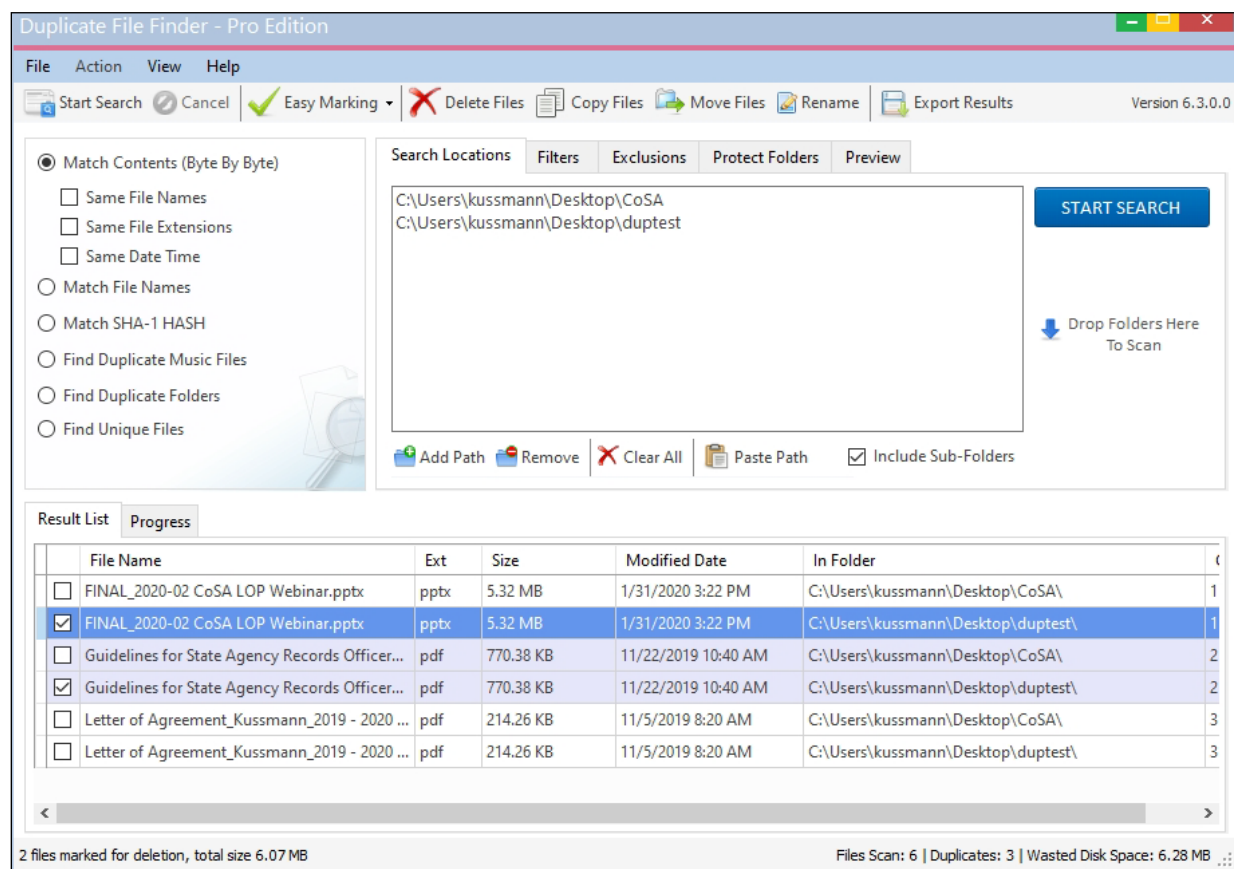 Duplicate File Finder - Pro Edition
File Action View Help
Start Search Cancel Easy Marking Delete Files Copy Files Move Files Rename Export Results Version 6.3.0.0
Match Contents (Byte By Byte)
Same File Names
Same File Extensions
Same Date Time
Match File Names
Match SHA-1 HASH
Find Duplicate Music Files
Find Duplicate Folders
Find Unique Files
Search Locations Filters Exclusions Protect Folders Preview
C:\Users\kussmann\Desktop\CoSA
C:\Users\kussmann\Desktop\duptest
START SEARCH
Drop Folders Here
To Scan
Add Path Remove Clear All Paste Path Include Sub-Folders
Result List Progress
File Name Ext Size Modified Date In Folder
FINAL_2020-02 CoSA LOP Webinar.pptx pptx 5.32 MB 1/31/2020 3:22 PM C:\Users\kussmann\Desktop\CoSA\ 1
FINAL_2020-02 CoSA LOP Webinar.pptx pptx 5.32 MB 1/31/2020 3:22 PM C:\Users\kussmann\Desktop\duptest\ 1
Guidelines for State Agency Records Officer... pdf 770.38 KB 11/22/2019 10:40 AM C:\Users\kussmann\Desktop\CoSA\ 2
Guidelines for State Agency Records Officer... pdf 770.38 KB 11/22/2019 10:40 AM C:\Users\kussmann\Desktop\duptest\ 2
Letter of Agreement_Kussmann_2019 - 2020 ... pdf 214.26 KB 11/5/2019 8:20 AM C:\Users\kussmann\Desktop\CoSA\ 3
Letter of Agreement_Kussmann_2019 - 2020 ... pdf 214.26 KB 11/5/2019 8:20 AM C:\Users\kussmann\Desktop\duptest\ 3
2 files marked for deletion, total size 6.07 MB Files Scan: 6 | Duplicates: 3 | Wasted Disk Space: 6.28 MB